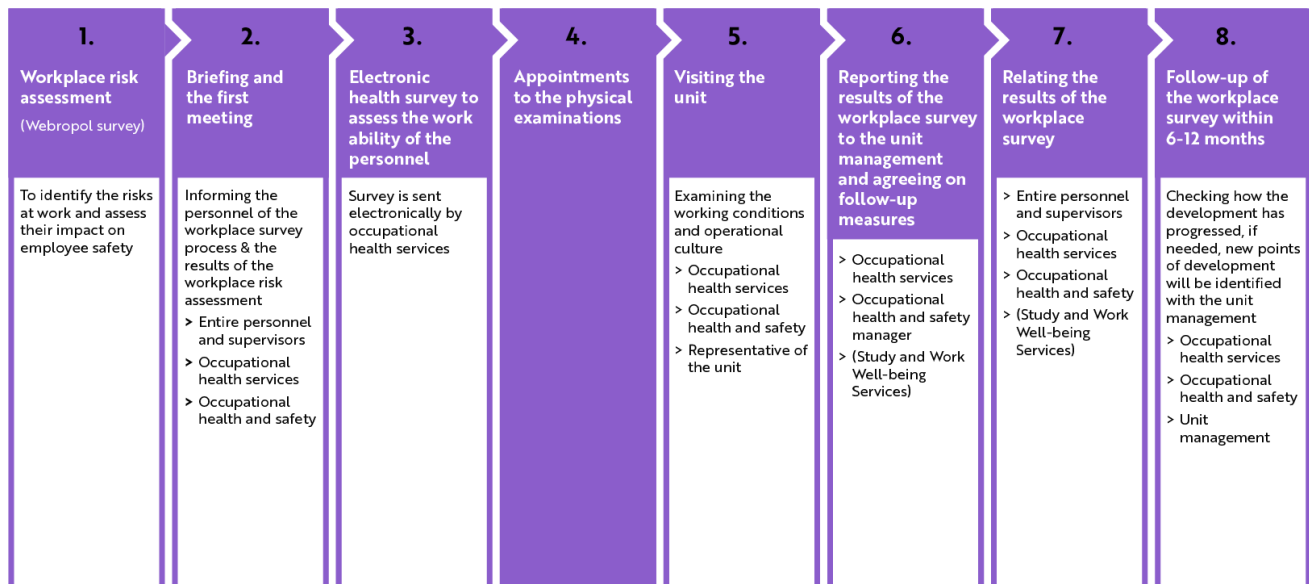 1.
Workplace risk
assessment
(Webropol survey)
To identify the risks
at work and assess
their impact on
employee safety
2.
Briefing and
the first
meeting
Informing the
personnel of the
workplace survey
process & the
results of the
workplace risk
assessment
> Entire personnel
and supervisors
> Occupational
health services
> Occupational
health and safety
3.
Electronic
health survey to
assess the work
ability of the
personnel
Survey is sent
electronically by
occupational
health services
4.
Appointments
to the physical
examinations
5.
Visiting the
unit
Examining the
working conditions
and operational
culture
> Occupational
health services
> Occupational
health and safety
> Representative of
the unit
6.
Reporting the
results of the
workplace survey
to the unit
management
and agreeing on
follow-up
measures
> Occupational
health services
> Occupational
health and safety
manager
> (Study and Work
Well-being
Services)
7.
Relating the
results of the
workplace
survey
> Entire personnel
and supervisors
> Occupational
health services
> Occupational
health and safety
> (Study and Work
Well-being
Services)
8.
Follow-up of
the workplace
survey within
6-12 months
Checking how the
development has
progressed, if
needed, new points
of development
will be identified
with the unit
management
> Occupational
health services
> Occupational
health and safety
> Unit
management